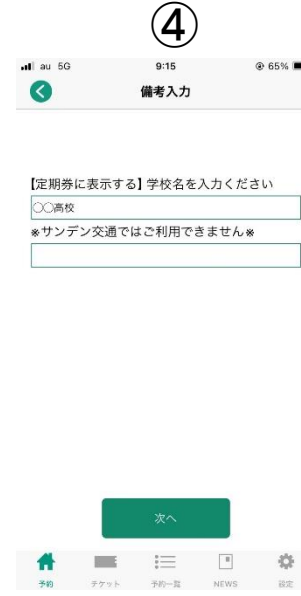 ④
au 5G 9:15 65%
備考入力
【定期券に表示する】学校名を入力ください
○○高校
※サンデン交通ではご利用できません※
次へ
予約 チケット 予約一覧 NEWS 設定